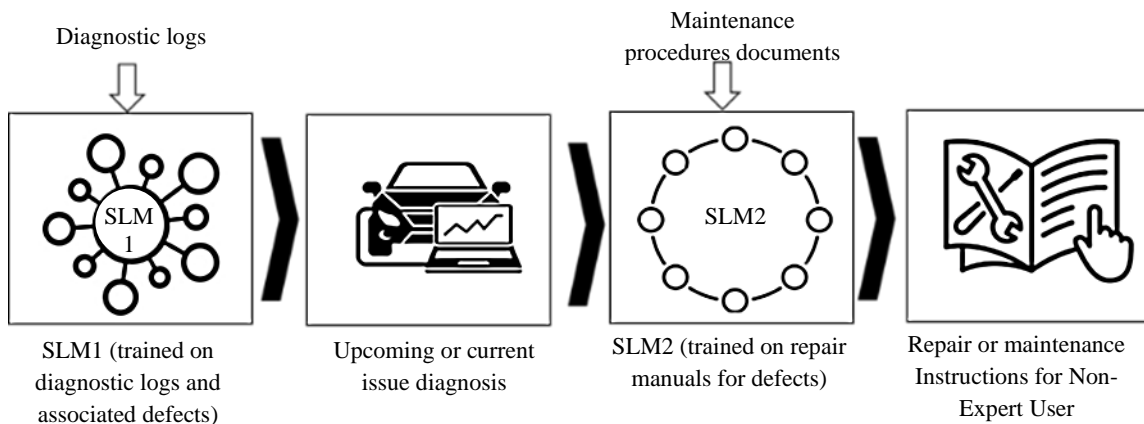 Diagnostic logs
Maintenance
procedures documents
SLM
1
SLM2
SLM1 (trained on
diagnostic logs and
associated defects)
Upcoming or current
issue diagnosis
SLM2 (trained on repair
manuals for defects)
Repair or maintenance
Instructions for Non-
Expert User